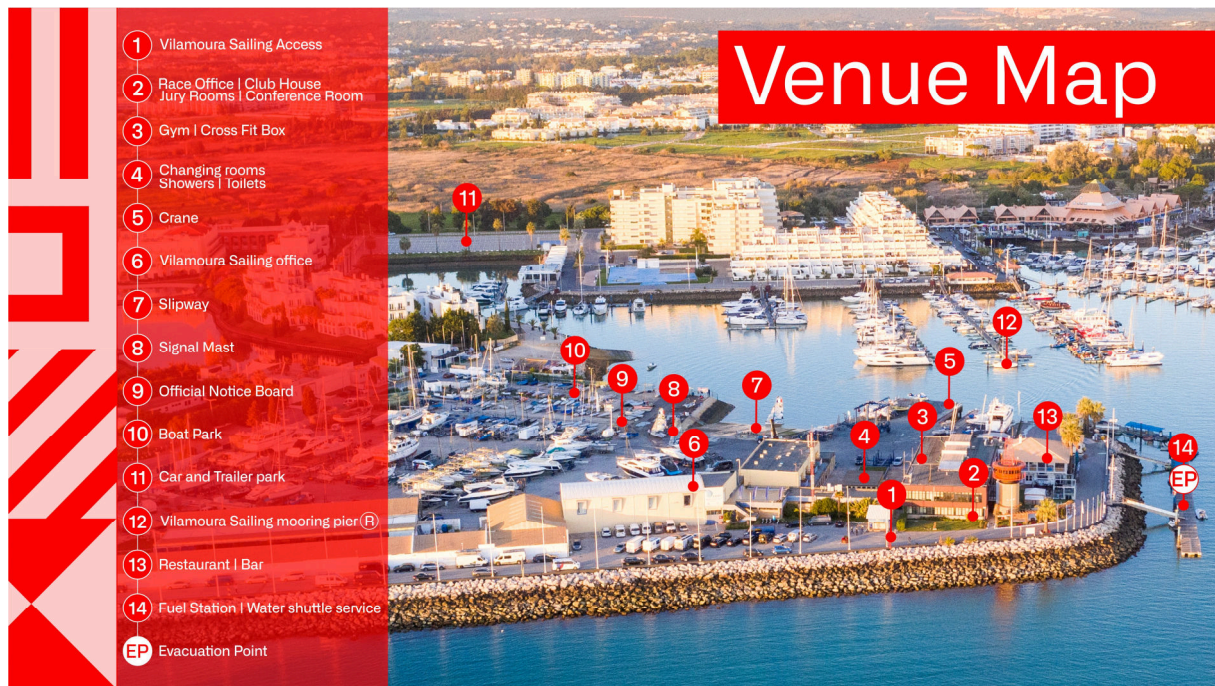 Venue Map
1 Vilamoura Sailing Access
2 Race Office | Club House
Jury Rooms | Conference Room
3 Gym | Cross Fit Box
4 Changing rooms
Showers | Toilets
5 Crane
6 Vilamoura Sailing office
7 Slipway
8 Signal Mast
9 Official Notice Board
10 Boat Park
11 Car and Trailer park
12 Vilamoura Sailing mooring pier Ⓡ
13 Restaurant | Bar
14 Fuel Station | Water shuttle service
EP Evacuation Point
11
12
10
9
8
7
5
6
4
3
13
14
EP
2
1